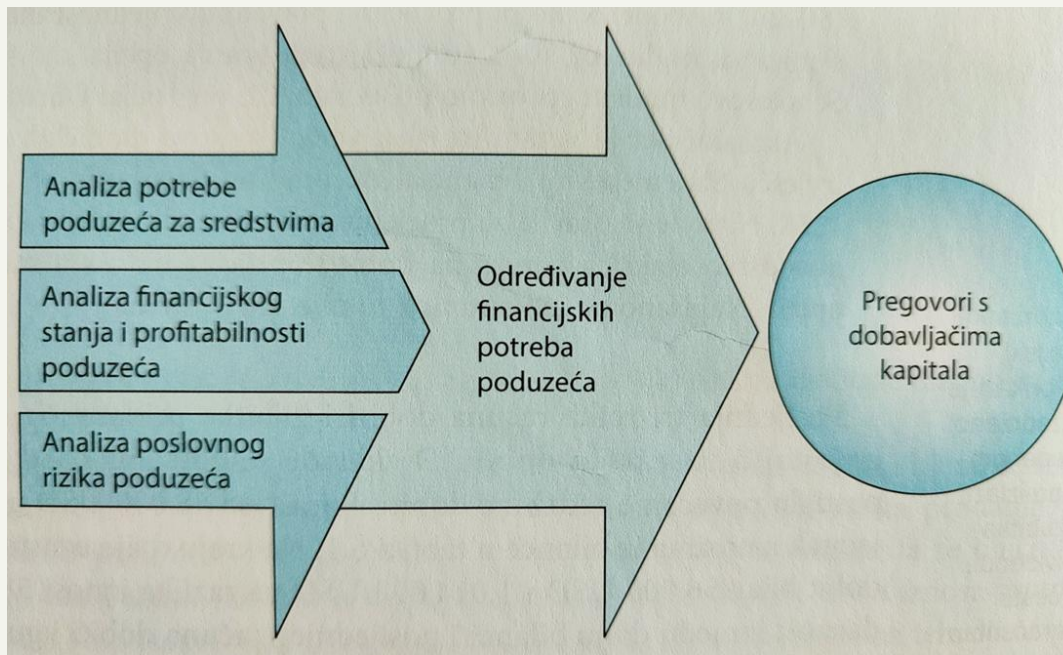 Analiza potrebe
poduzeća za sredstvima
Analiza financijskog
stanja i profitabilnosti
poduzeća
Analiza poslovnog
rizika poduzeća
Određivanje
financijskih
potreba
poduzeća
Pregovori s
dobavljačima
kapitala